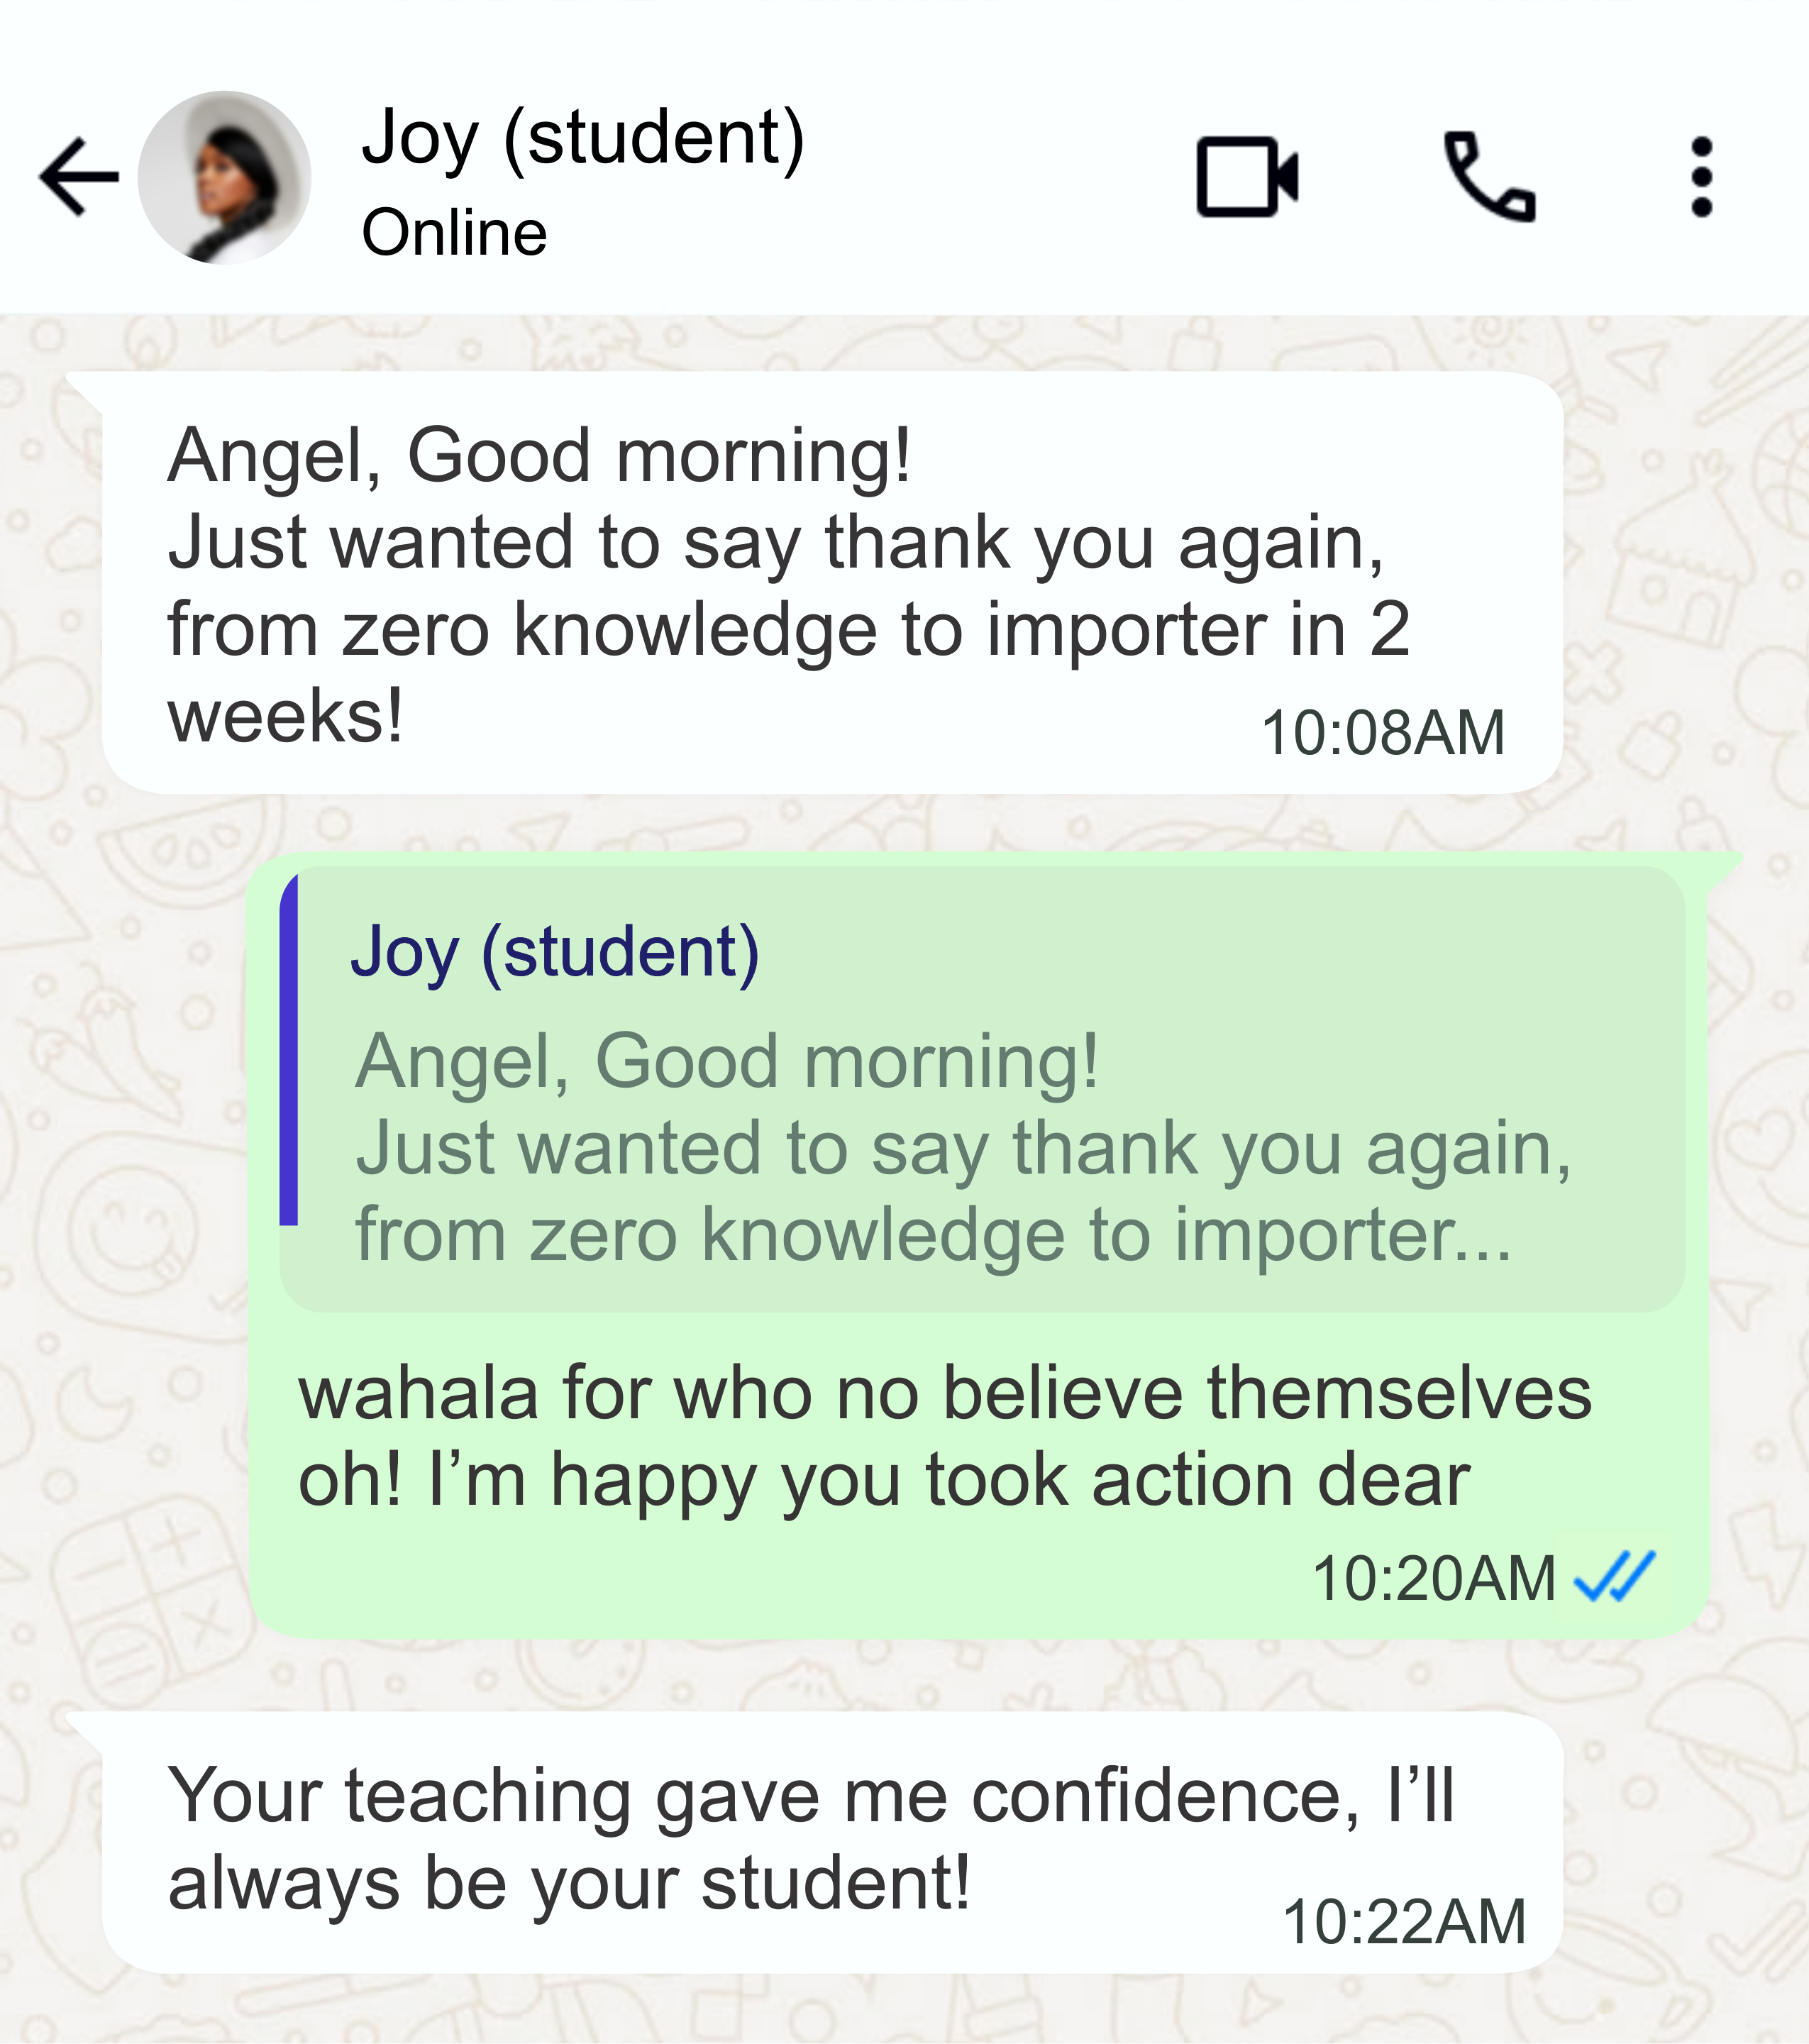 Joy (student)
Online
Angel, Good morning!
Just wanted to say thank you again,
from zero knowledge to importer in 2
weeks!
10:08AM
Joy (student)
Angel, Good morning!
Just wanted to say thank you again,
from zero knowledge to importer...
wahala for who no believe themselves
oh! I’m happy you took action dear
10:20AM
Your teaching gave me confidence, I’ll
always be your student!
10:22AM